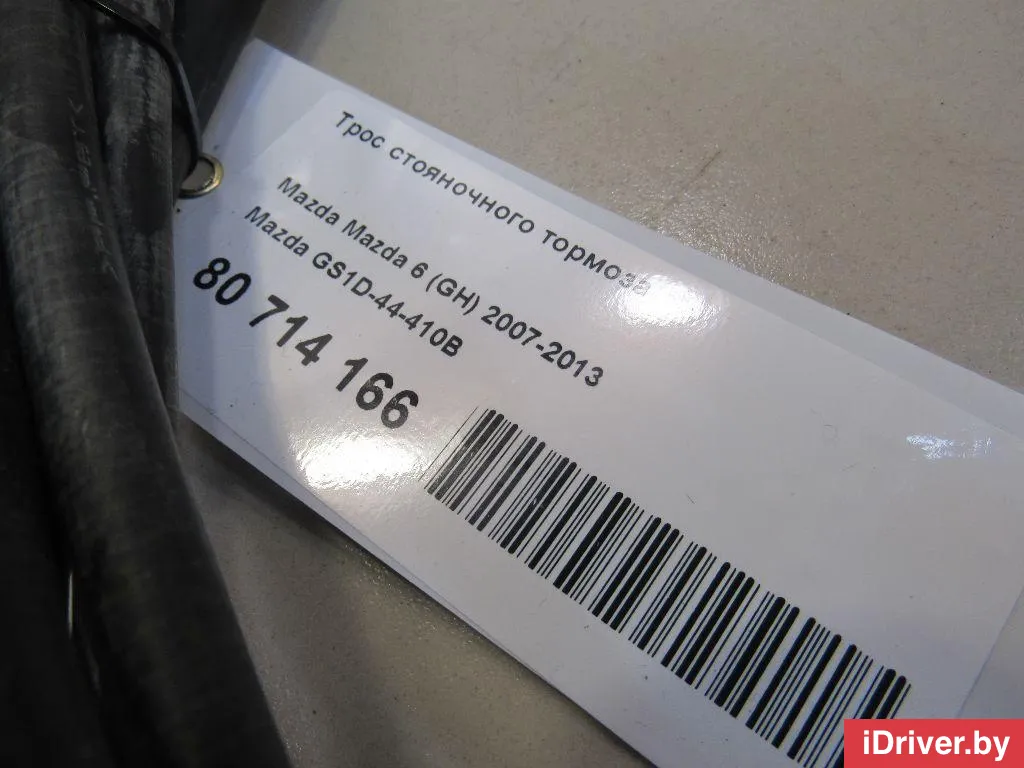 Трос стояночного тормоза
Mazda Mazda 6 (GH) 2007-2013
Mazda GS1D-44-410B
80 714 166
iDriver.by